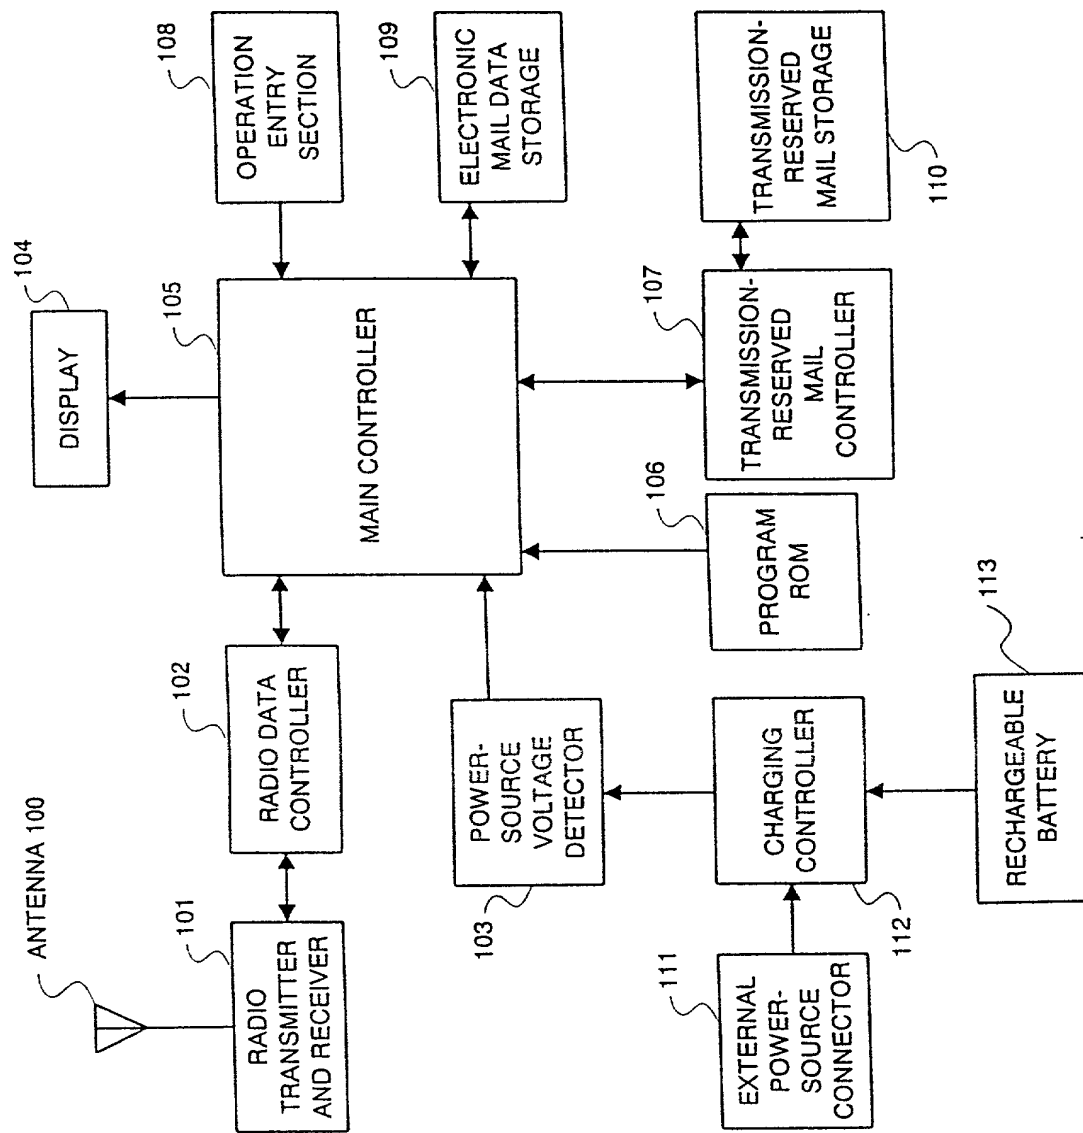 ANTENNA 100
101
RADIO
TRANSMITTER
AND RECEIVER
102
RADIO DATA
CONTROLLER
104
DISPLAY
105
MAIN CONTROLLER
108
OPERATION
ENTRY
SECTION
109
ELECTRONIC
MAIL DATA
STORAGE
103
POWER-
SOURCE
VOLTAGE
DETECTOR
106
PROGRAM
ROM
107
TRANSMISSION-
RESERVED
MAIL
CONTROLLER
110
TRANSMISSION-
RESERVED
MAIL STORAGE
111
EXTERNAL
POWER-
SOURCE
CONNECTOR
112
CHARGING
CONTROLLER
113
RECHARGEABLE
BATTERY